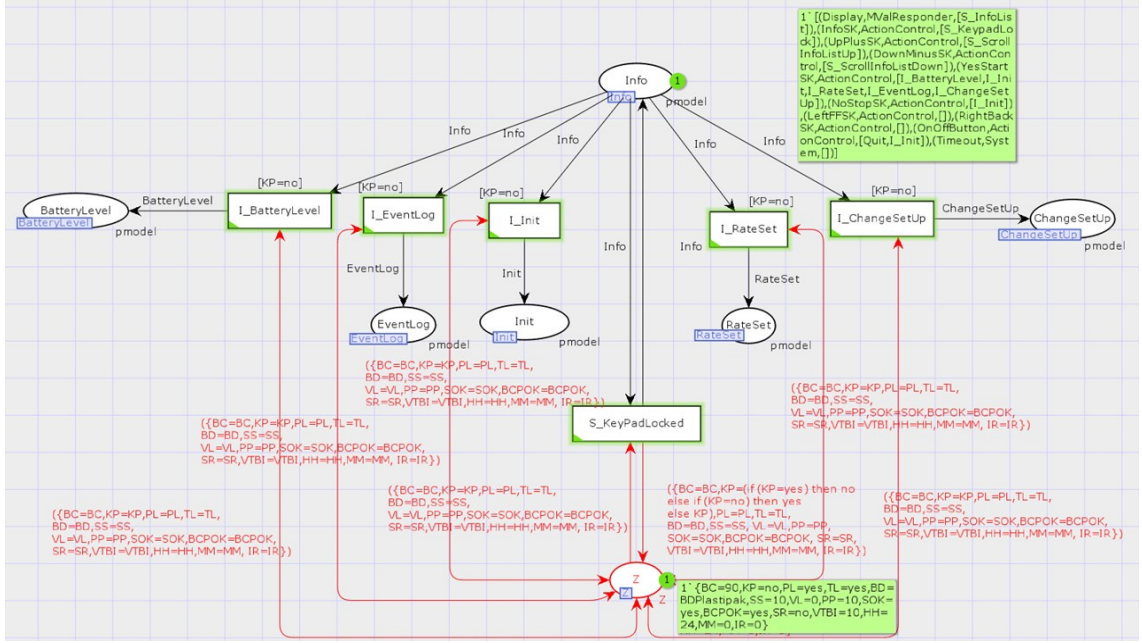 1`[(Display,MValResponder,[S_InfoLis
t]),(InfoSK,ActionControl,[S_KeypadLo
ck]),(UpPlusSK,ActionControl,[S_Scroll
InfoListUp]),(DownMinusSK,ActionCon
trol,[S_ScrollInfoListDown]),(YesStart
SK,ActionControl,[I_BatteryLevel,I_Ini
t,I_RateSet,I_EventLog,I_ChangeSet
Up]),(NoStopSK,ActionControl,[I_Init])
,(LeftFFSK,ActionControl,[]),(RightBack
SK,ActionControl,[]),(OnOffButton,Acti
onControl,[Quit,I_Init]),(Timeout,Syst
em,[])]
Info
1
Info
pmodel
Info
Info
Info
Info
Info
[KP=no]
[KP=no]
[KP=no]
[KP=no]
[KP=no]
BatteryLevel
BatteryLevel
pmodel
BatteryLevel
I_BatteryLevel
I_EventLog
I_Init
I_RateSet
I_ChangeSetUp
ChangeSetUp
ChangeSetUp
ChangeSetUp
pmodel
Info
Info
EventLog
Init
RateSet
EventLog
EventLog
pmodel
Init
Init
pmodel
RateSet
RateSet
pmodel
({BC=BC,KP=KP,PL=PL,TL=TL,
BD=BD,SS=SS,
VL=VL,PP=PP,SOK=SOK,BCPOK=BCPOK,
SR=SR,VTBI=VTBI,HH=HH,MM=MM, IR=IR})
({BC=BC,KP=KP,PL=PL,TL=TL,
BD=BD,SS=SS,
VL=VL,PP=PP,SOK=SOK,BCPOK=BCPOK,
SR=SR,VTBI=VTBI,HH=HH,MM=MM, IR=IR})
S_KeyPadLocked
({BC=BC,KP=KP,PL=PL,TL=TL,
BD=BD,SS=SS,
VL=VL,PP=PP,SOK=SOK,BCPOK=BCPOK,
SR=SR,VTBI=VTBI,HH=HH,MM=MM, IR=IR})
({BC=BC,KP=KP,PL=PL,TL=TL,
BD=BD,SS=SS,
VL=VL,PP=PP,SOK=SOK,BCPOK=BCPOK,
SR=SR,VTBI=VTBI,HH=HH,MM=MM, IR=IR})
({BC=BC,KP=KP,PL=PL,TL=TL,
BD=BD,SS=SS,
VL=VL,PP=PP,SOK=SOK,BCPOK=BCPOK,
SR=SR,VTBI=VTBI,HH=HH,MM=MM, IR=IR})
({BC=BC,KP=(if (KP=yes) then no
else if (KP=no) then yes
else KP),PL=PL,TL=TL,
BD=BD,SS=SS, VL=VL,PP=PP,
SOK=SOK,BCPOK=BCPOK, SR=SR,
VTBI=VTBI,HH=HH,MM=MM, IR=IR})
({BC=BC,KP=KP,PL=PL,TL=TL,
BD=BD,SS=SS,
VL=VL,PP=PP,SOK=SOK,BCPOK=BCPOK,
SR=SR,VTBI=VTBI,HH=HH,MM=MM, IR=IR})
Z
Z
1
Z
1`{BC=90,KP=no,PL=yes,TL=yes,BD=
BDPlastipak,SS=10,VL=0,PP=10,SOK=
yes,BCPOK=yes,SR=no,VTBI=10,HH=
24,MM=0,IR=0}